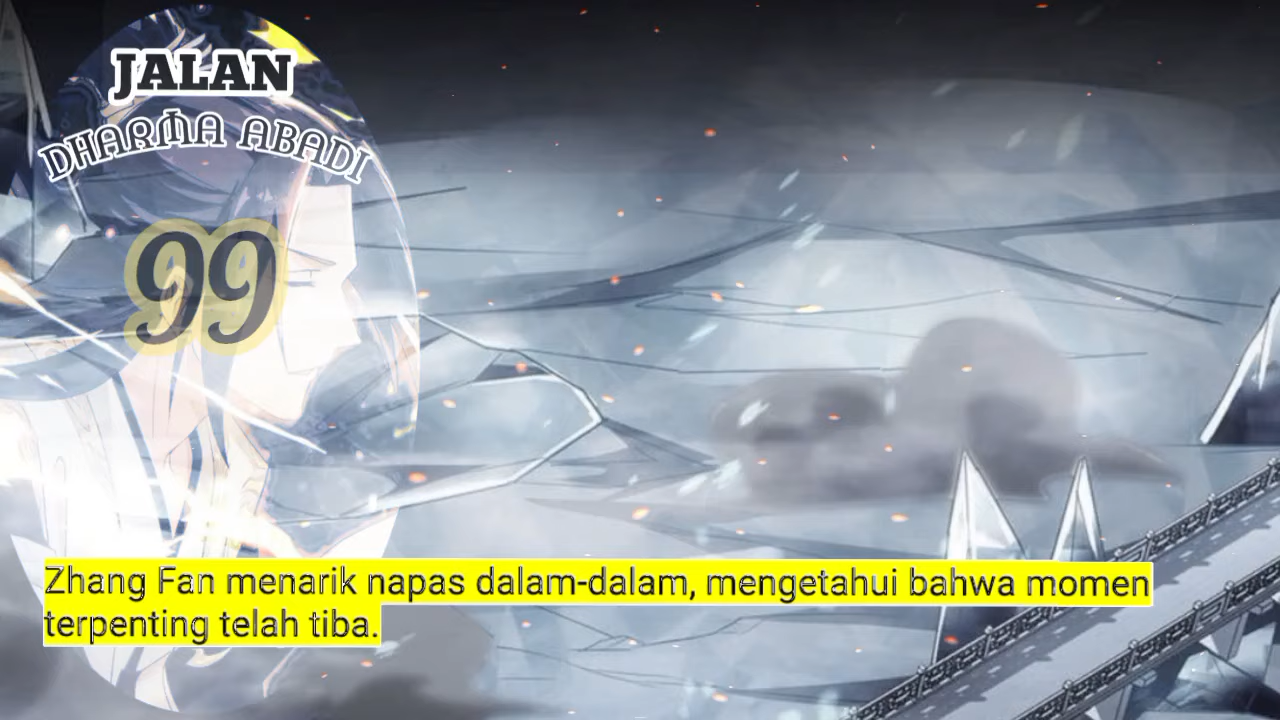 JALAN
DHARMA ABADI
99
Zhang Fan menarik napas dalam-dalam, mengetahui bahwa momen
terpenting telah tiba.